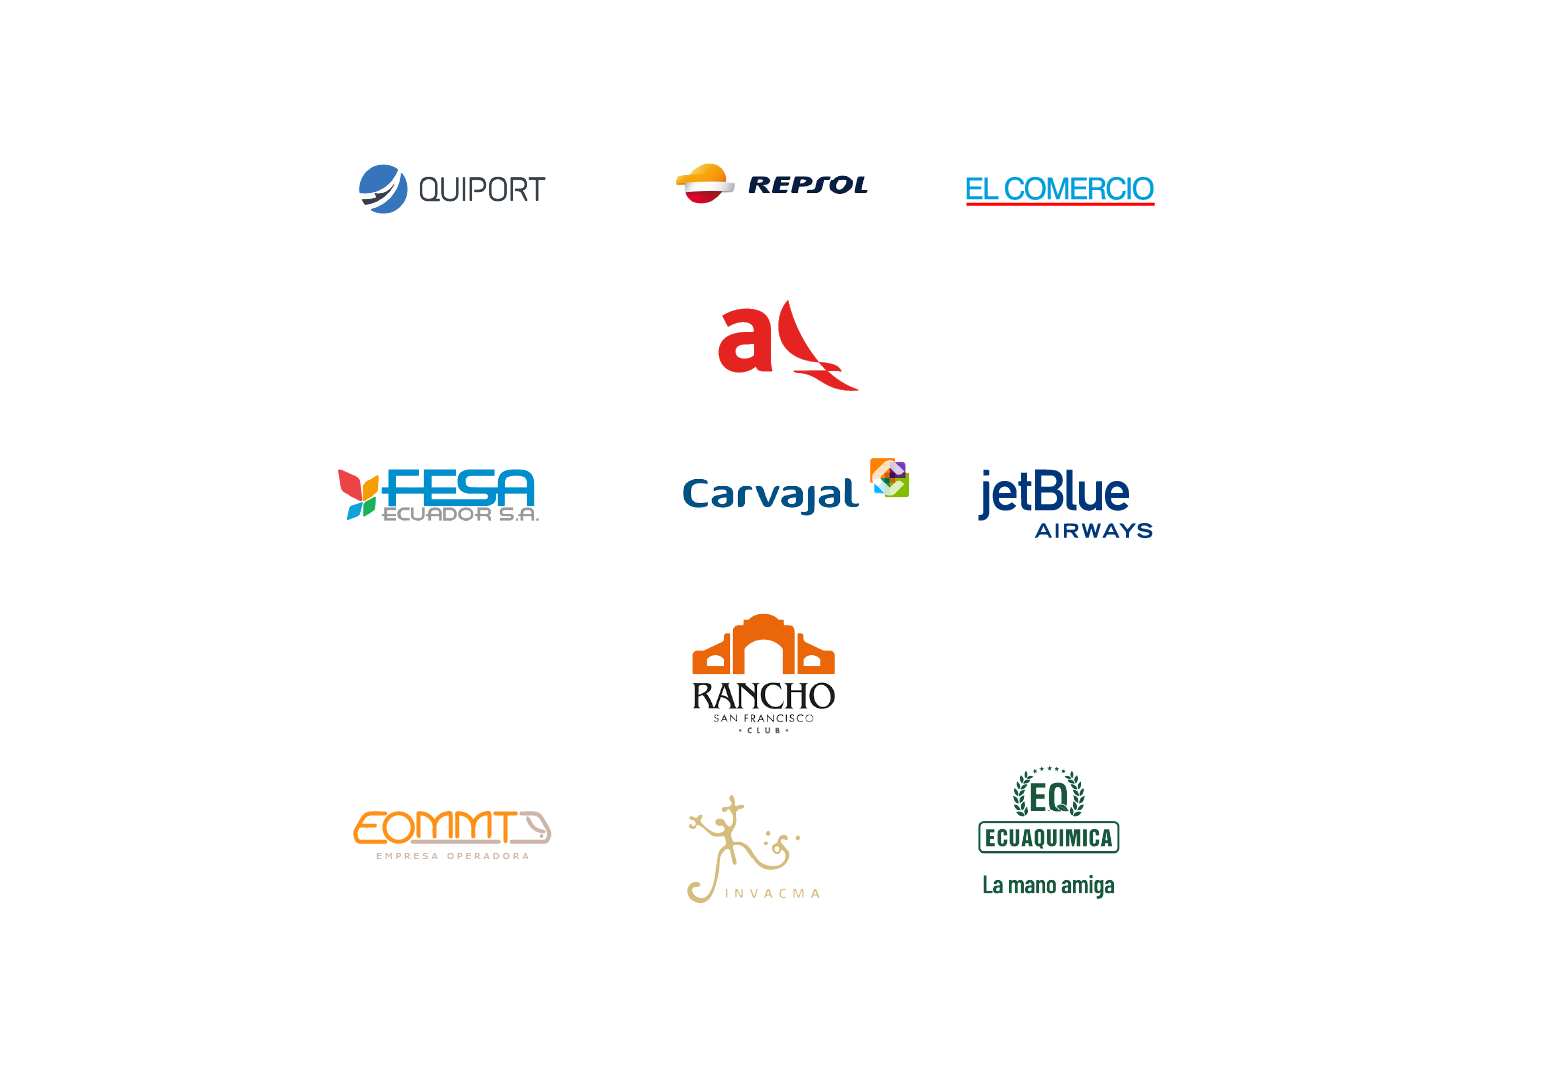 QUIPORT
REPSOL
EL COMERCIO
a
FESA
ECUADOR S.A.
Carvajal
jetBlue
AIRWAYS
RANCHO
SAN FRANCISCO
• CLUB •
EOMMT
EMPRESA OPERADORA
INVACMA
EQ
ECUAQUIMICA
La mano amiga